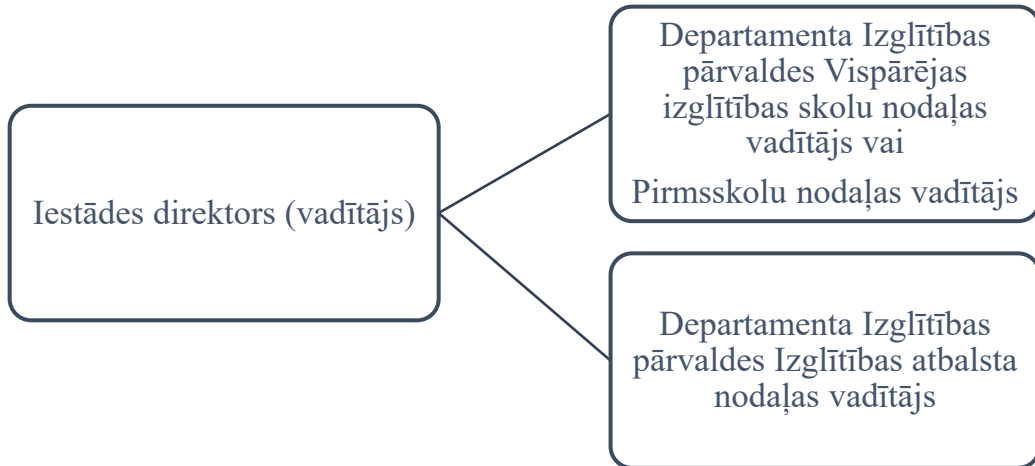 Iestādes direktors (vadītājs)
Departamenta Izglītības
pārvaldes Vispārējas
izglītības skolu nodaļas
vadītājs vai
Pirmsskolu nodaļas vadītājs
Departamenta Izglītības
pārvaldes Izglītības atbalsta
nodaļas vadītājs